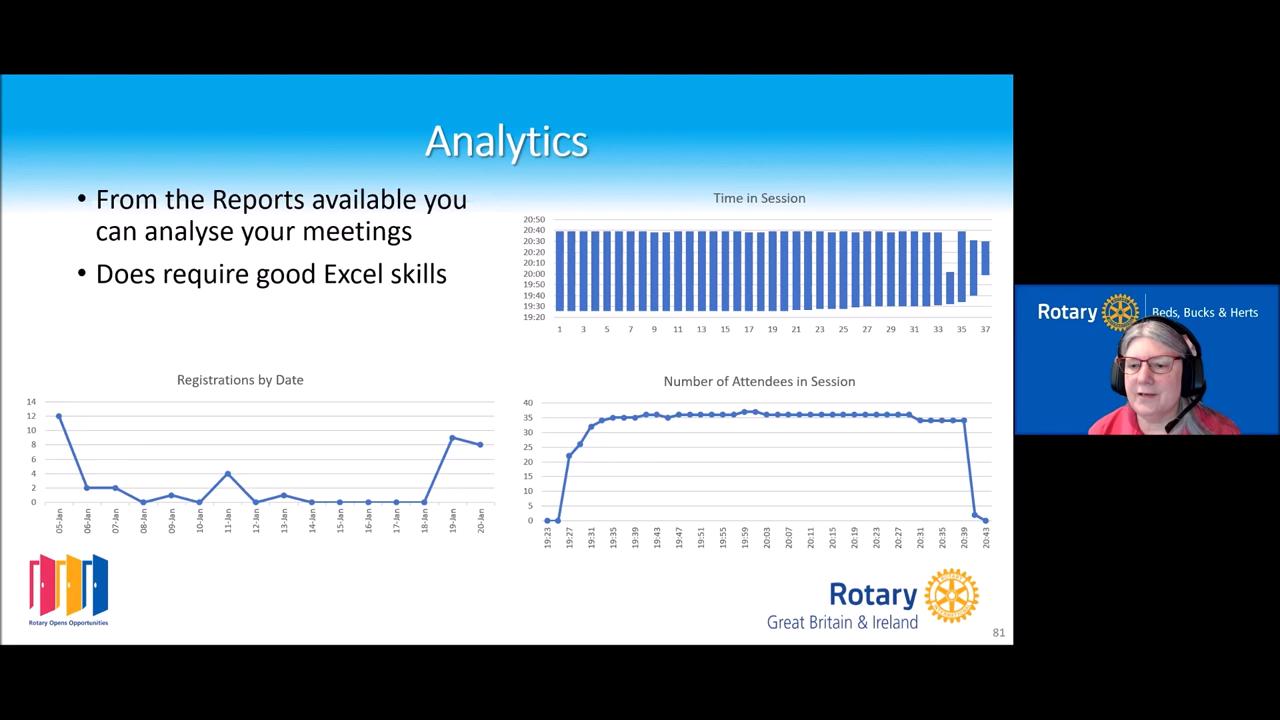 Analytics
• From the Reports available you
can analyse your meetings
• Does require good Excel skills
Time in Session
20:50
20:40
20:30
20:20
20:10
20:00
19:50
19:40
19:30
19:20
1 3 5 7 9 11 13 15 17 19 21 23 25 27 29 31 33 35 37
Registrations by Date
14
12
10
8
6
4
2
0
05-Jan 06-Jan 07-Jan 08-Jan 09-Jan 10-Jan 11-Jan 12-Jan 13-Jan 14-Jan 15-Jan 16-Jan 17-Jan 18-Jan 19-Jan 20-Jan
Number of Attendees in Session
40
35
30
25
20
15
10
5
0
19:23 19:27 19:31 19:35 19:39 19:43 19:47 19:51 19:55 19:59 20:03 20:07 20:11 20:15 20:19 20:23 20:27 20:31 20:35 20:39 20:43
Rotary Opens Opportunities
Rotary
Great Britain & Ireland
81
Rotary
Beds, Bucks & Herts